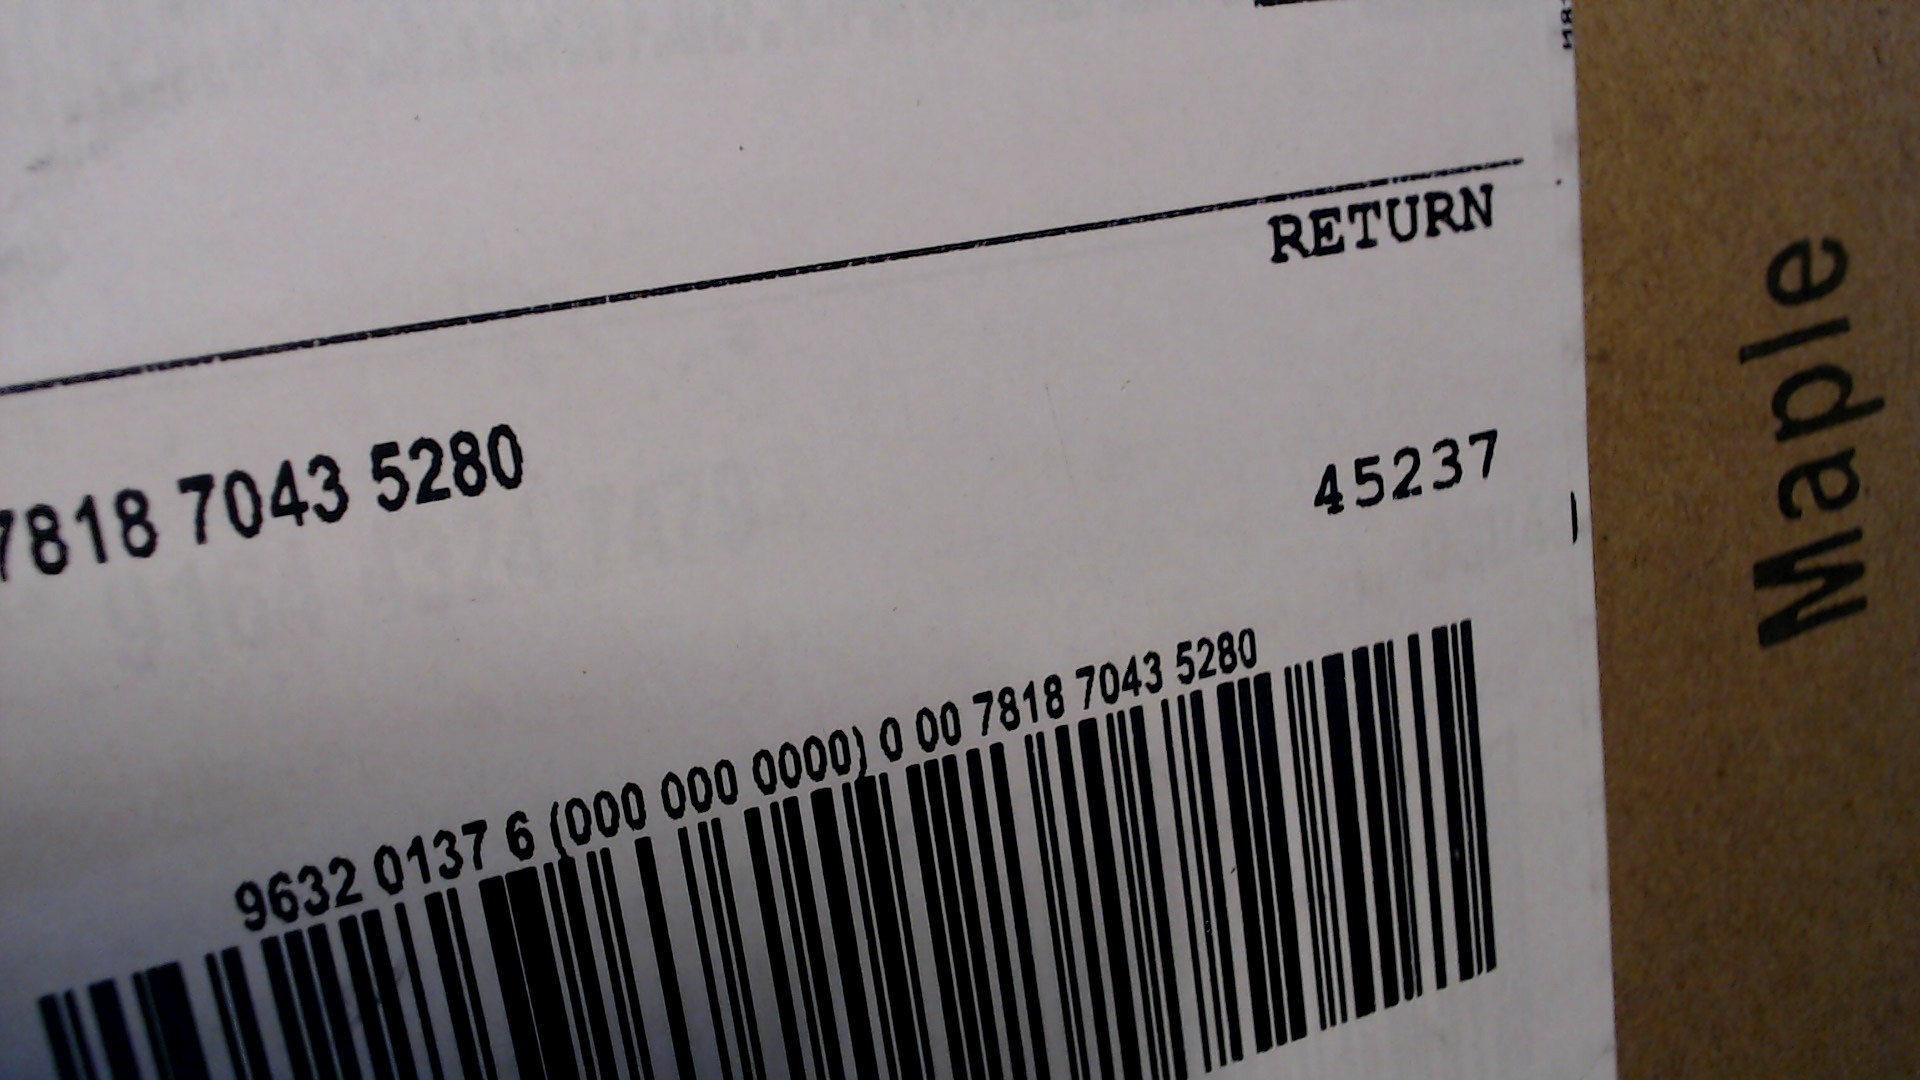 RETURN
7818 7043 5280
45237
9632 0137 6 (000 000 0000) 0 00 7818 7043 5280
Maple